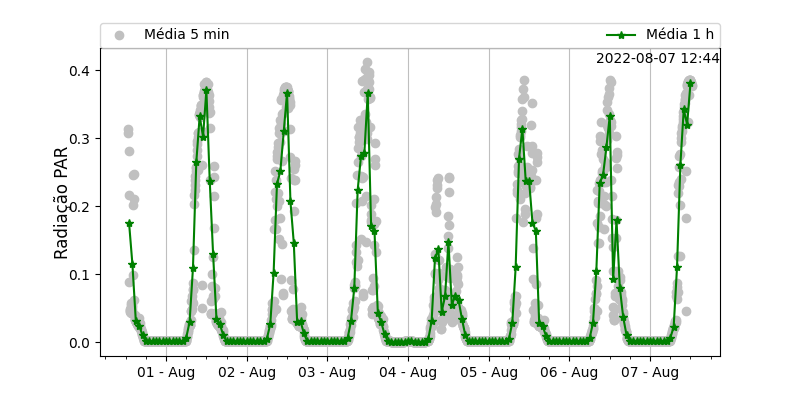 Média 5 min
Média 1 h
2022-08-07 12:44
Radiação PAR
0.4
0.3
0.2
0.1
0.0
01 - Aug
02 - Aug
03 - Aug
04 - Aug
05 - Aug
06 - Aug
07 - Aug